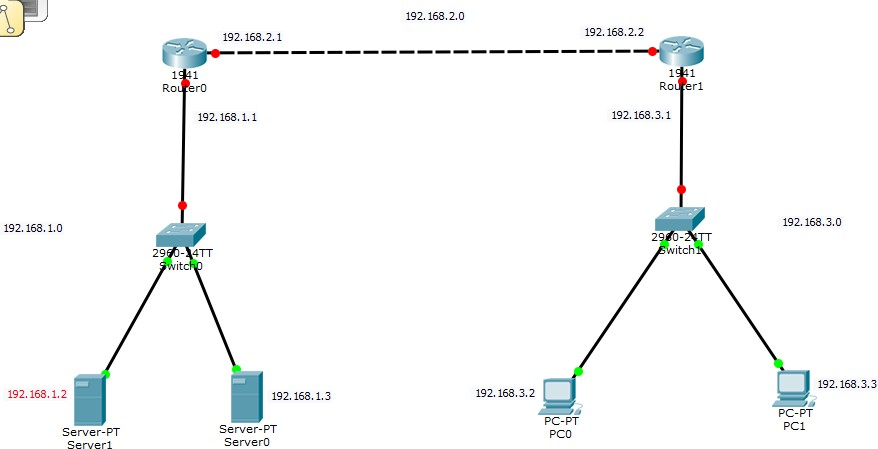 192.168.2.0
192.168.2.1
192.168.2.2
1941
Router0
1941
Router1
192.168.1.1
192.168.3.1
192.168.1.0
192.168.3.0
2960-24TT
Switch0
2960-24TT
Switch1
192.168.1.2
192.168.1.3
192.168.3.2
192.168.3.3
Server-PT
Server1
Server-PT
Server0
PC-PT
PC0
PC-PT
PC1